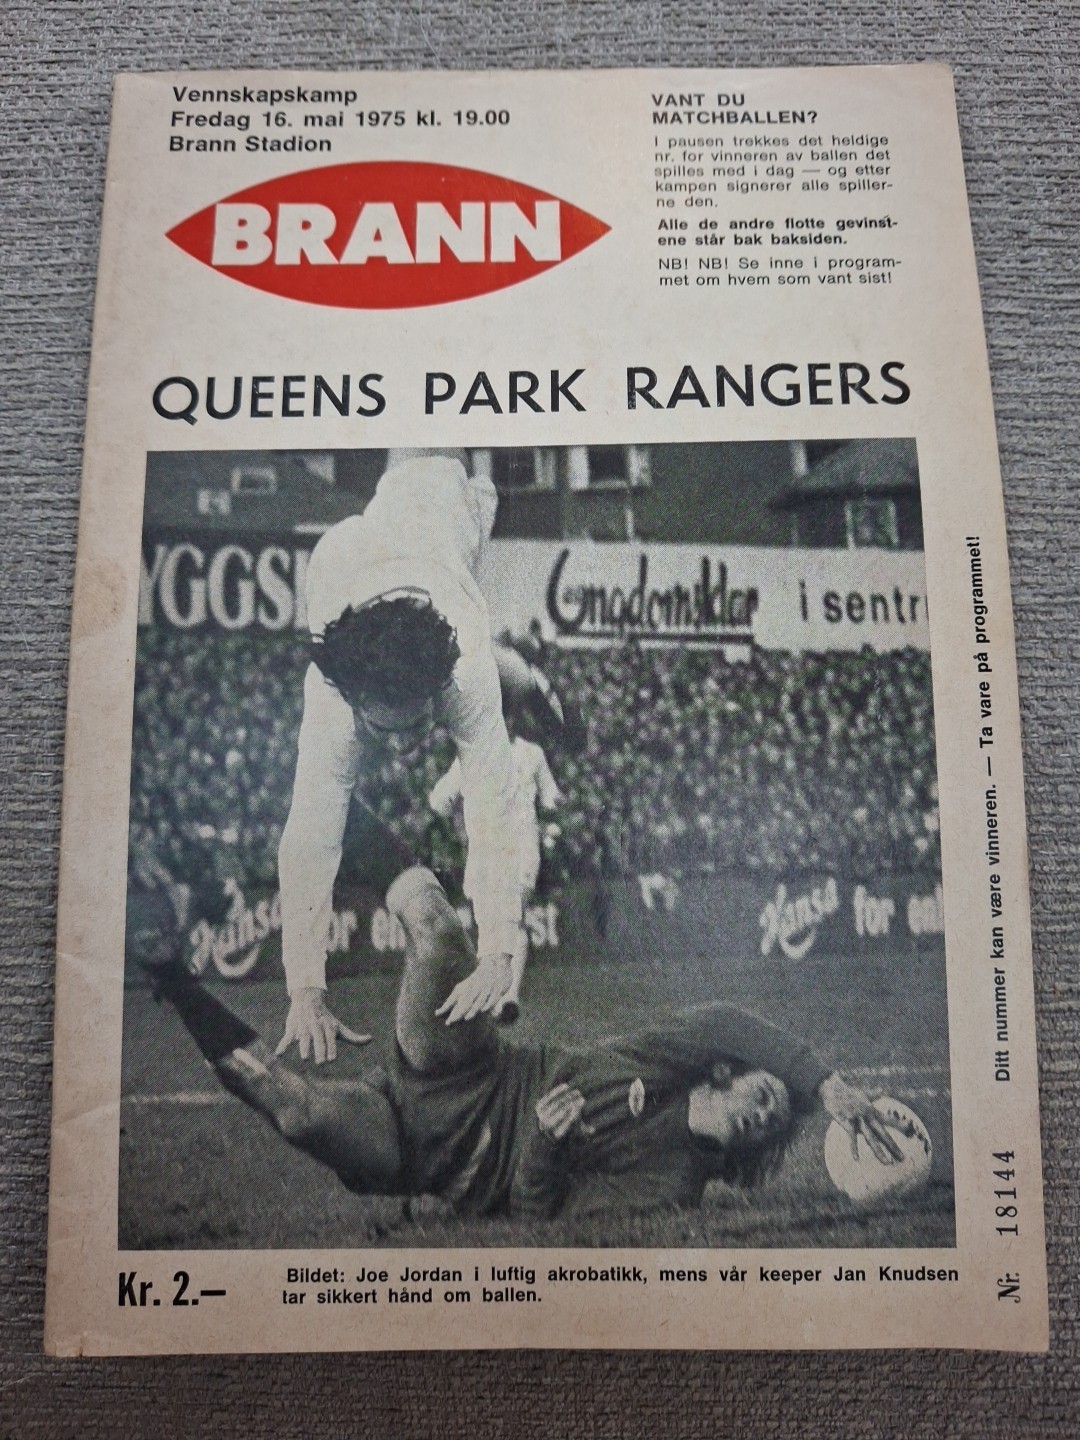 Vennskapskamp
Fredag 16. mai 1975 kl. 19.00
Brann Stadion
BRANN
VANT DU
MATCHBALLEN?
I pausen trekkes det heldige
nr. for vinneren av ballen det
spilles med i dag — og etter
kampen signerer alle spiller-
ne den.
Alle de andre flotte gevinst-
ene står bak baksiden.
NB! NB! Se inne i program-
met om hvem som vant sist!
QUEENS PARK RANGERS
YGGS
i sentr
Hansa for en st
Hansa for en
Ditt nummer kan være vinneren. — Ta vare på programmet!
Nr. 18144
Kr. 2.—
Bildet: Joe Jordan i luftig akrobatikk, mens vår keeper Jan Knudsen
tar sikkert hånd om ballen.